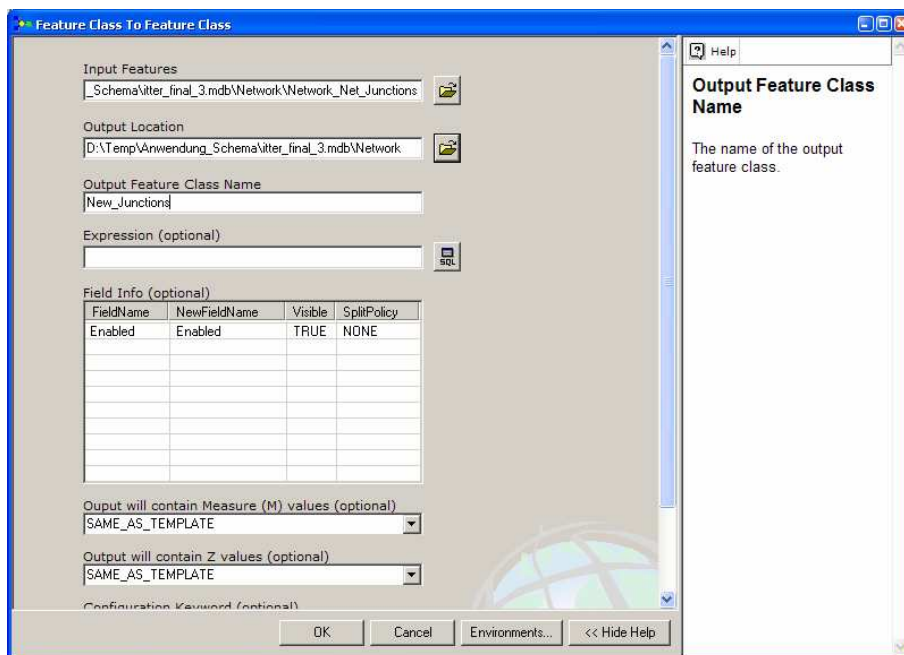 Feature Class To Feature Class
Input Features
_Schema\itter_final_3.mdb\Network\Network_Net_Junctions
Output Location
D:\Temp\Anwendung_Schema\itter_final_3.mdb\Network
Output Feature Class Name
New_Junctions
Expression (optional)
SQL
Field Info (optional)
FieldName NewFieldName Visible SplitPolicy
Enabled Enabled TRUE NONE
Ouput will contain Measure (M) values (optional)
SAME_AS_TEMPLATE
Output will contain Z values (optional)
SAME_AS_TEMPLATE
Configuration Keyword (optional)
OK Cancel Environments... << Hide Help
Help
Output Feature Class
Name
The name of the output
feature class.